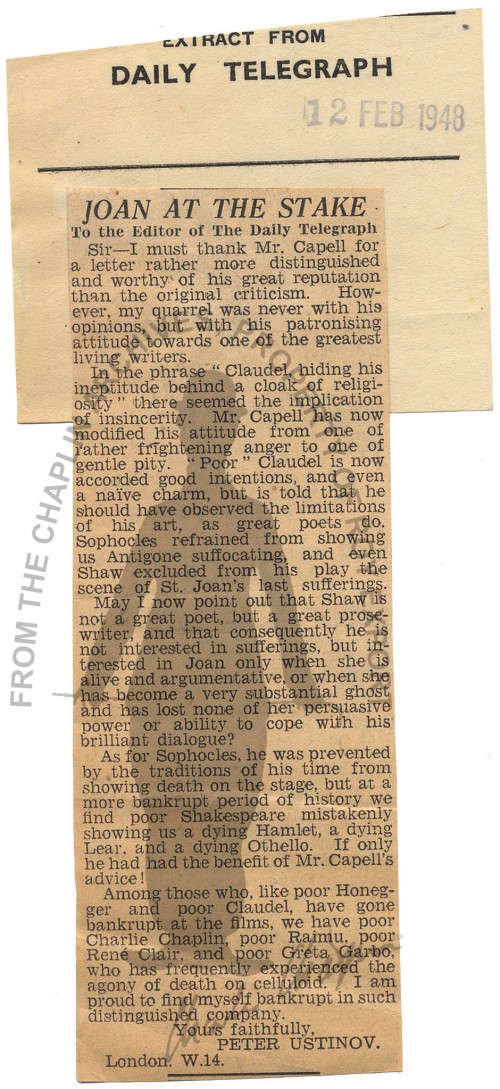 EXTRACT FROM
DAILY TELEGRAPH
12 FEB 1948
JOAN AT THE STAKE
To the Editor of The Daily Telegraph
Sir—I must thank Mr. Capell for
a letter rather more distinguished
and worthy of his great reputation
than the original criticism. How-
ever, my quarrel was never with his
opinions, but with his patronising
attitude towards one of the greatest
living writers.
In the phrase " Claudel, hiding his
ineptitude behind a cloak of religi-
osity " there seemed the implication
of insincerity. Mr. Capell has now
modified his attitude from one of
rather frightening anger to one of
gentle pity. " Poor " Claudel is now
accorded good intentions, and even
a naïve charm, but is told that he
should have observed the limitations
of his art, as great poets do.
Sophocles refrained from showing
us Antigone suffocating, and even
Shaw excluded from his play the
scene of St. Joan's last sufferings.
May I now point out that Shaw is
not a great poet, but a great prose-
writer, and that consequently he is
not interested in sufferings, but in-
terested in Joan only when she is
alive and argumentative, or when she
has become a very substantial ghost
and has lost none of her persuasive
power or ability to cope with his
brilliant dialogue?
As for Sophocles, he was prevented
by the traditions of his time from
showing death on the stage, but at a
more bankrupt period of history we
find poor Shakespeare mistakenly
showing us a dying Hamlet, a dying
Lear, and a dying Othello. If only
he had had the benefit of Mr. Capell's
advice!
Among those who, like poor Honeg-
ger and poor Claudel, have gone
bankrupt at the films, we have poor
Charlie Chaplin, poor Raimu, poor
René Clair, and poor Greta Garbo,
who has frequently experienced the
agony of death on celluloid. I am
proud to find myself bankrupt in such
distinguished company.
Yours faithfully,
PETER USTINOV.
London, W.14.
FROM THE CHAPLIN ARCHIVES